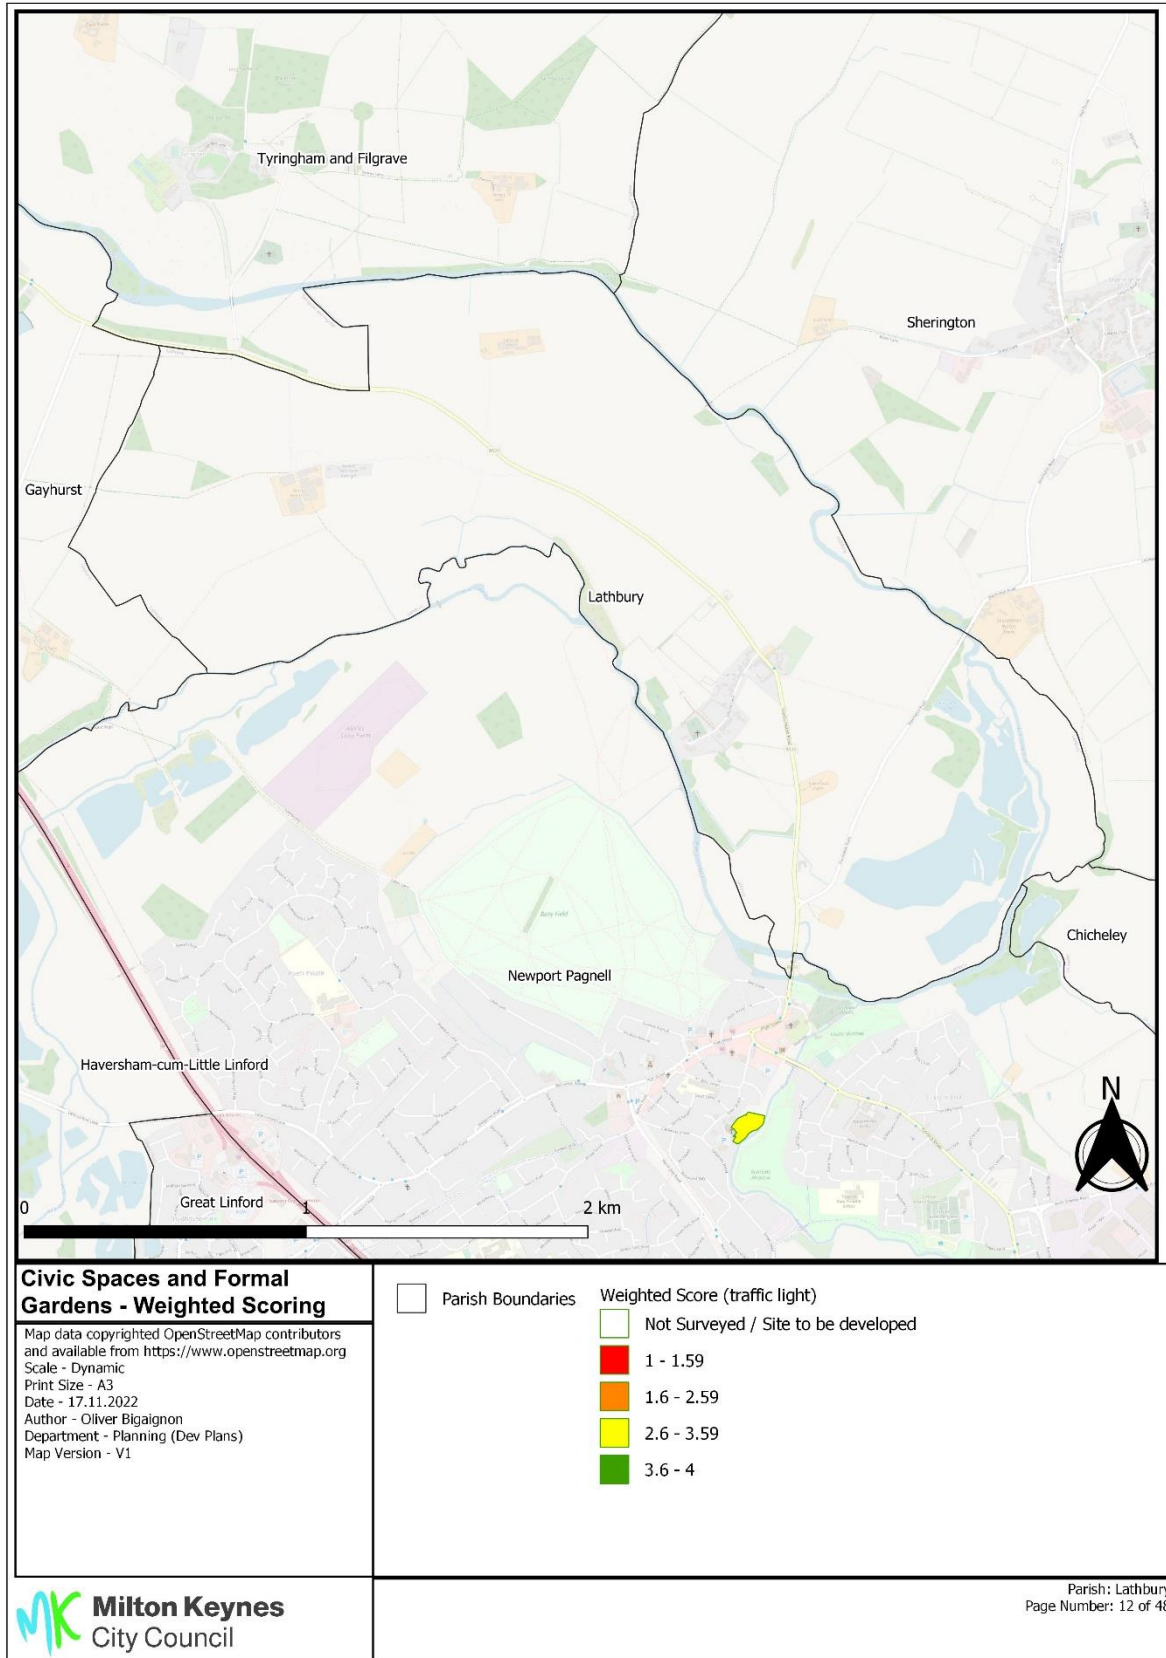 Tyringham and Filgrave
Sherington
Gayhurst
Lathbury
Chicheley
Newport Pagnell
Haversham-cum-Little Linford
Great Linford
N
0 1 2 km
Civic Spaces and Formal
Gardens - Weighted Scoring
Map data copyrighted OpenStreetMap contributors
and available from https://www.openstreetmap.org
Scale - Dynamic
Print Size - A3
Date - 17.11.2022
Author - Oliver Bigaignon
Department - Planning (Dev Plans)
Map Version - V1
Parish Boundaries
Weighted Score (traffic light)
Not Surveyed / Site to be developed
1 - 1.59
1.6 - 2.59
2.6 - 3.59
3.6 - 4
MK Milton Keynes
City Council
Parish: Lathbury
Page Number: 12 of 48